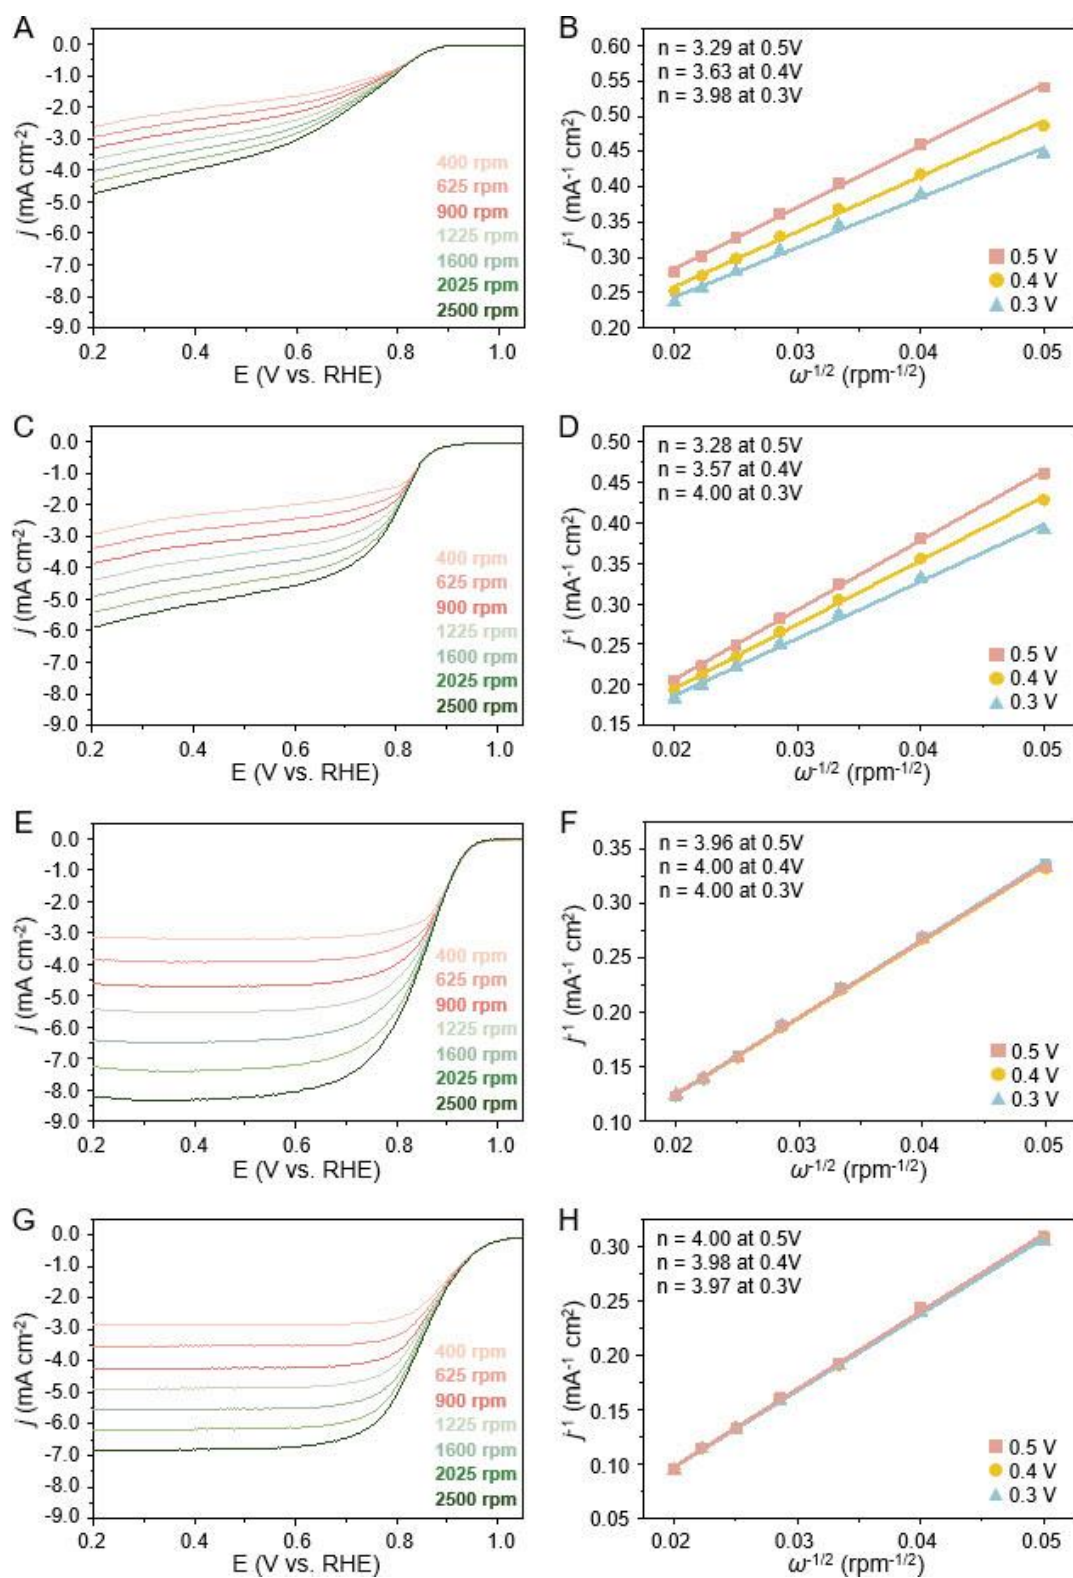 A
0.0
-1.0
-2.0
-3.0
-4.0
-5.0
-6.0
-7.0
-8.0
-9.0
j (mA cm⁻²)
400 rpm
625 rpm
900 rpm
1225 rpm
1600 rpm
2025 rpm
2500 rpm
0.2 0.4 0.6 0.8 1.0
E (V vs. RHE)
B
n = 3.29 at 0.5V
n = 3.63 at 0.4V
n = 3.98 at 0.3V
0.60
0.55
0.50
0.45
0.40
0.35
0.30
0.25
0.20
j⁻¹ (mA⁻¹ cm²)
0.5 V
0.4 V
0.3 V
0.02 0.03 0.04 0.05
ω⁻¹/² (rpm⁻¹/²)
C
0.0
-1.0
-2.0
-3.0
-4.0
-5.0
-6.0
-7.0
-8.0
-9.0
j (mA cm⁻²)
400 rpm
625 rpm
900 rpm
1225 rpm
1600 rpm
2025 rpm
2500 rpm
0.2 0.4 0.6 0.8 1.0
E (V vs. RHE)
D
n = 3.28 at 0.5V
n = 3.57 at 0.4V
n = 4.00 at 0.3V
0.50
0.45
0.40
0.35
0.30
0.25
0.20
0.15
j⁻¹ (mA⁻¹ cm²)
0.5 V
0.4 V
0.3 V
0.02 0.03 0.04 0.05
ω⁻¹/² (rpm⁻¹/²)
E
0.0
-1.0
-2.0
-3.0
-4.0
-5.0
-6.0
-7.0
-8.0
-9.0
j (mA cm⁻²)
400 rpm
625 rpm
900 rpm
1225 rpm
1600 rpm
2025 rpm
2500 rpm
0.2 0.4 0.6 0.8 1.0
E (V vs. RHE)
F
n = 3.96 at 0.5V
n = 4.00 at 0.4V
n = 4.00 at 0.3V
0.35
0.30
0.25
0.20
0.15
0.10
j⁻¹ (mA⁻¹ cm²)
0.5 V
0.4 V
0.3 V
0.02 0.03 0.04 0.05
ω⁻¹/² (rpm⁻¹/²)
G
0.0
-1.0
-2.0
-3.0
-4.0
-5.0
-6.0
-7.0
-8.0
-9.0
j (mA cm⁻²)
400 rpm
625 rpm
900 rpm
1225 rpm
1600 rpm
2025 rpm
2500 rpm
0.2 0.4 0.6 0.8 1.0
E (V vs. RHE)
H
n = 4.00 at 0.5V
n = 3.98 at 0.4V
n = 3.97 at 0.3V
0.30
0.25
0.20
0.15
0.10
0.05
j⁻¹ (mA⁻¹ cm²)
0.5 V
0.4 V
0.3 V
0.02 0.03 0.04 0.05
ω⁻¹/² (rpm⁻¹/²)